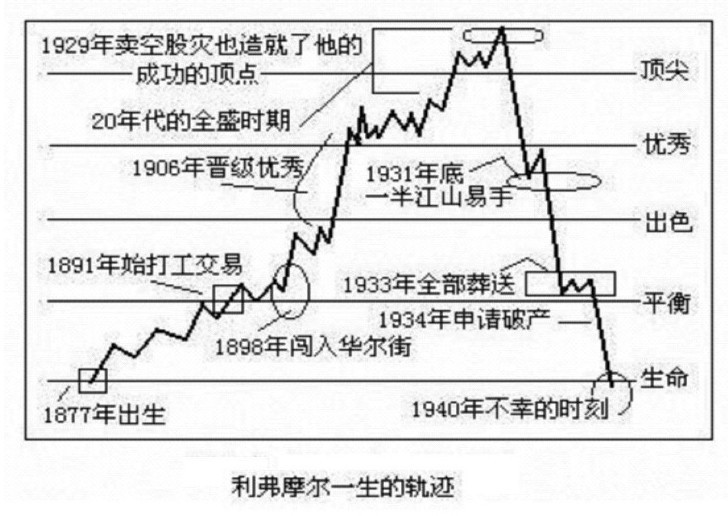 1929年卖空股灾也造就了他的
成功的顶点
顶尖
20年代的全盛时期
优秀
1906年晋级优秀
1931年底
一半江山易手
出色
1891年始打工交易
1933年全部葬送
平衡
1934年申请破产
1898年闯入华尔街
生命
1877年出生
1940年不幸的时刻
利弗摩尔一生的轨迹